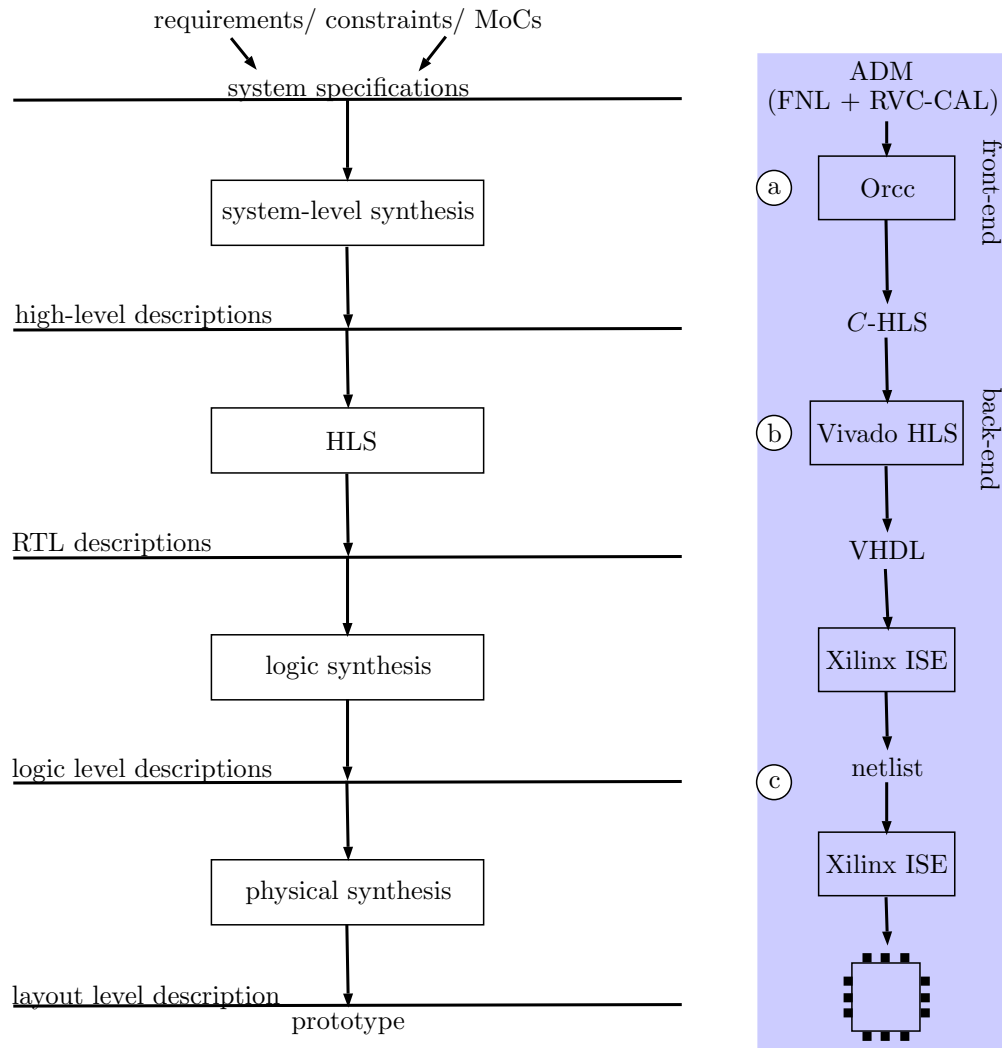 requirements/ constraints/ MoCs
system specifications
system-level synthesis
high-level descriptions
HLS
RTL descriptions
logic synthesis
logic level descriptions
physical synthesis
layout level description
prototype
ADM
(FNL + RVC-CAL)
front-end
a
Orcc
C-HLS
back-end
b
Vivado HLS
VHDL
Xilinx ISE
netlist
c
Xilinx ISE